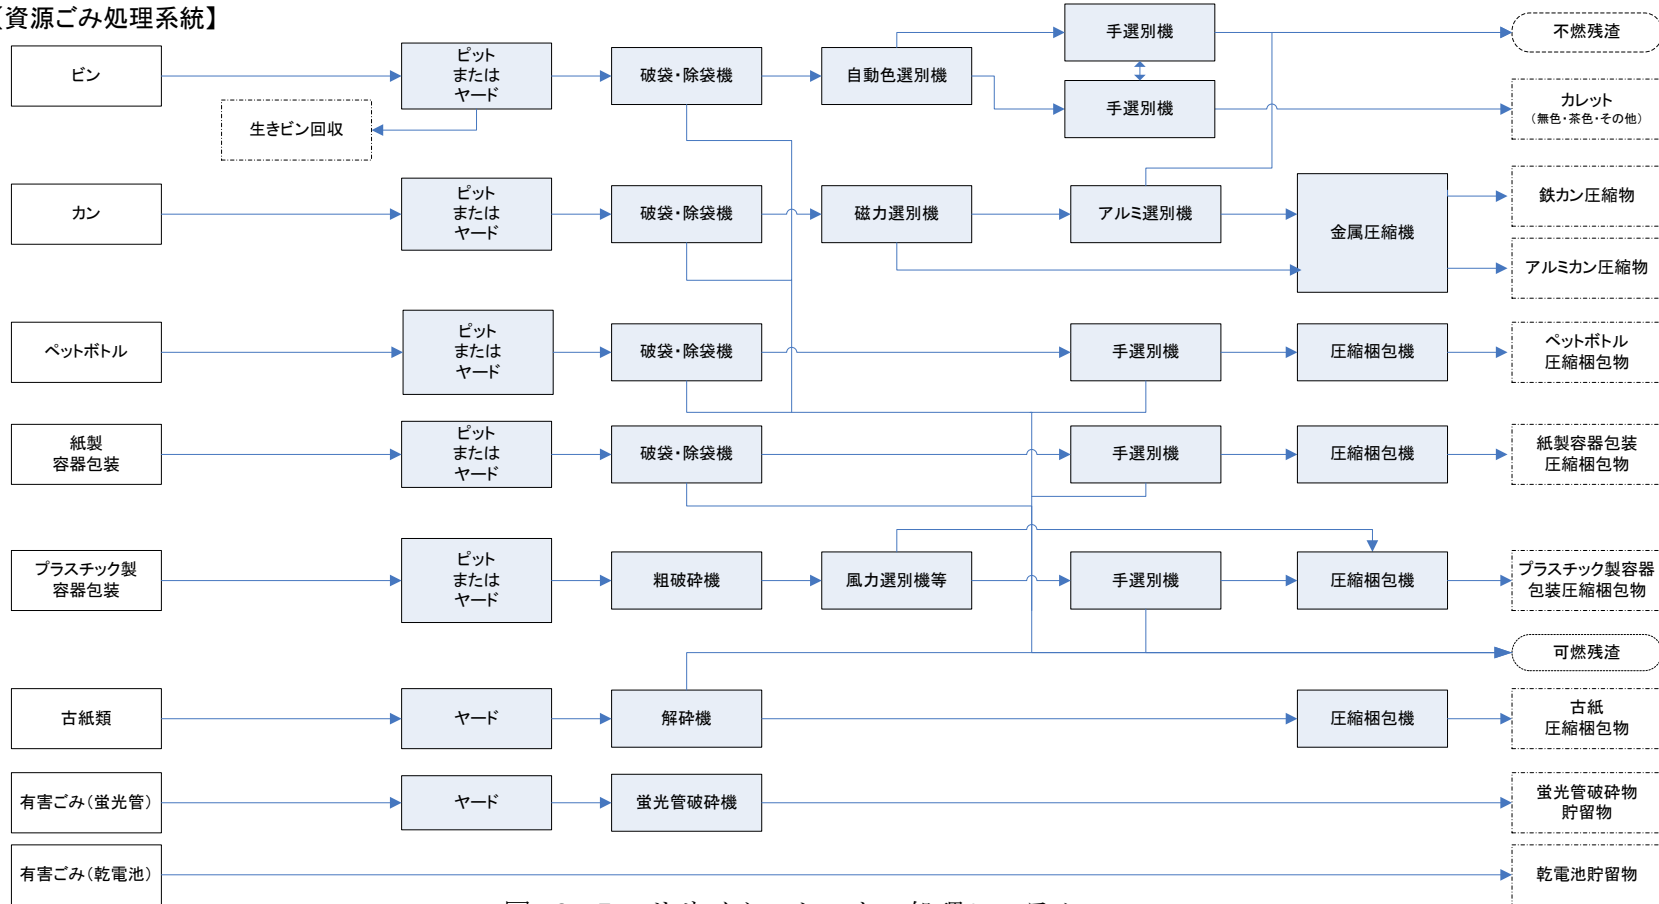 【資源ごみ処理系統】
ビン
ピット
または
ヤード
破袋・除袋機
自動色選別機
手選別機
手選別機
不燃残渣
カレット
（無色・茶色・その他）
生きビン回収
カン
ピット
または
ヤード
破袋・除袋機
磁力選別機
アルミ選別機
金属圧縮機
鉄カン圧縮物
アルミカン圧縮物
ペットボトル
ピット
または
ヤード
破袋・除袋機
手選別機
圧縮梱包機
ペットボトル
圧縮梱包物
紙製
容器包装
ピット
または
ヤード
破袋・除袋機
手選別機
圧縮梱包機
紙製容器包装
圧縮梱包物
プラスチック製
容器包装
ピット
または
ヤード
粗破砕機
風力選別機等
手選別機
圧縮梱包機
プラスチック製容器
包装圧縮梱包物
可燃残渣
古紙類
ヤード
解砕機
圧縮梱包機
古紙
圧縮梱包物
有害ごみ（蛍光管）
ヤード
蛍光管破砕機
蛍光管破砕物
貯留物
有害ごみ（乾電池）
乾電池貯留物